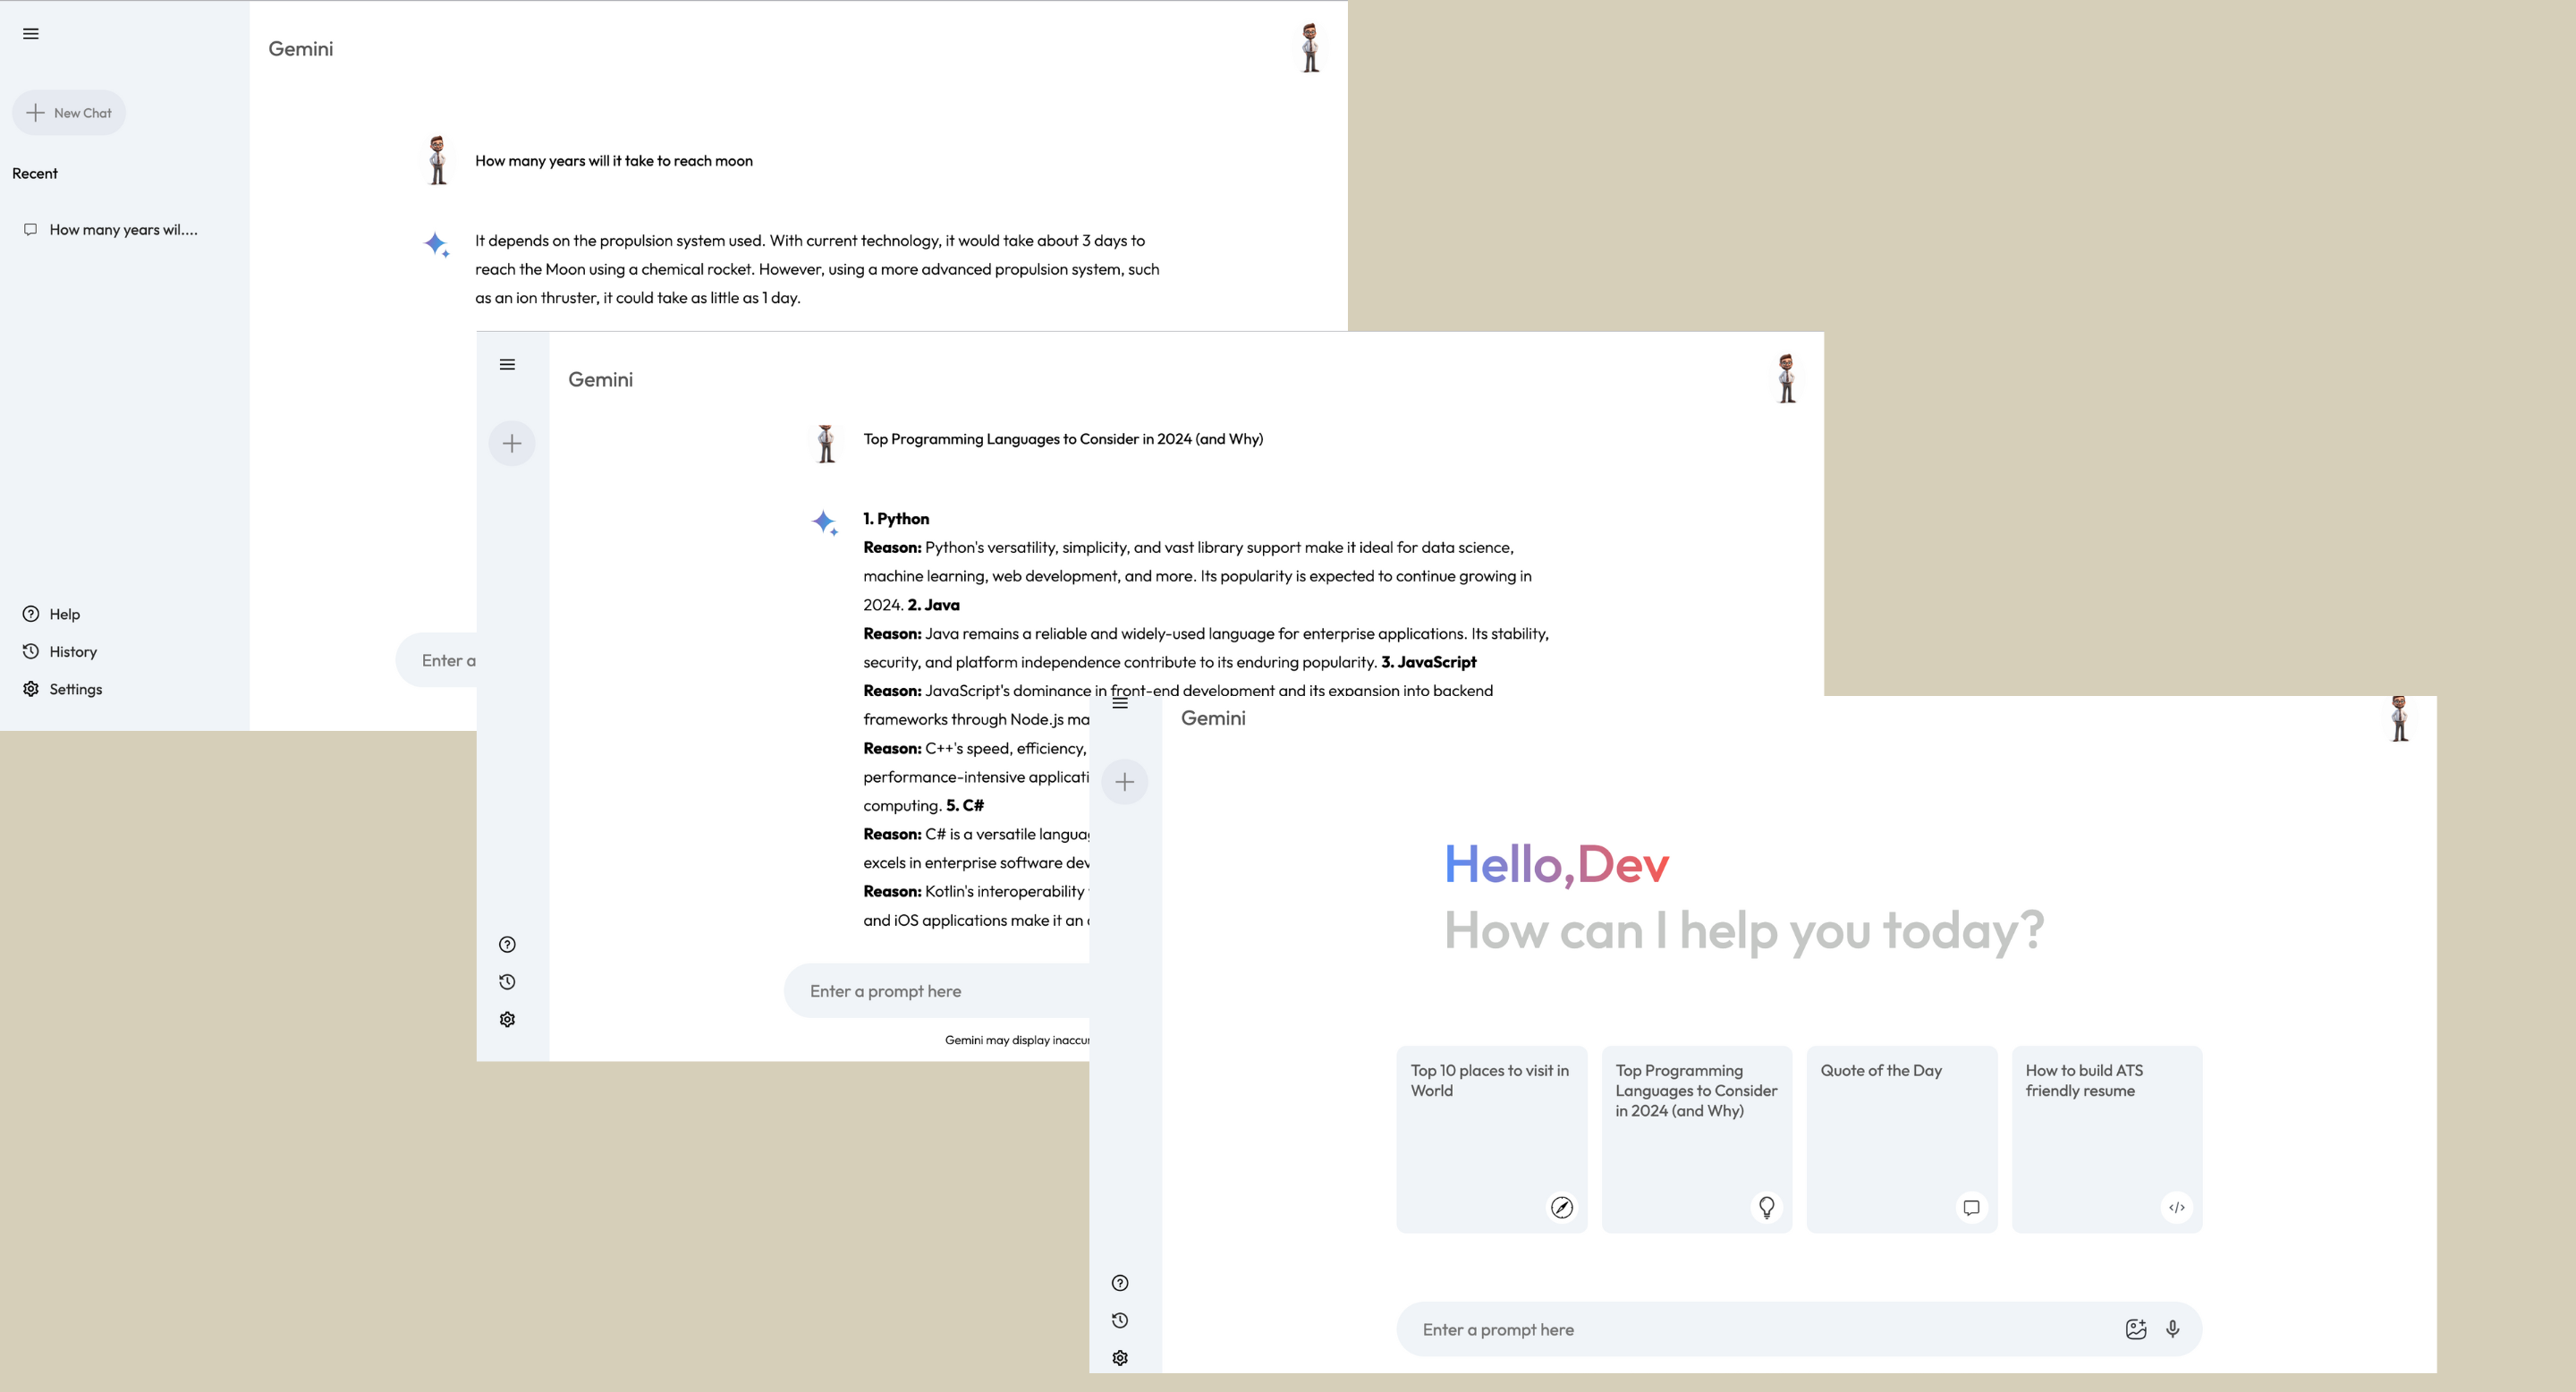 Gemini
New Chat
Recent
How many years wil....
Help
History
Settings
How many years will it take to reach moon
It depends on the propulsion system used. With current technology, it would take about 3 days to
reach the Moon using a chemical rocket. However, using a more advanced propulsion system, such
as an ion thruster, it could take as little as 1 day.
Enter a
Gemini
Top Programming Languages to Consider in 2024 (and Why)
1. Python
Reason: Python's versatility, simplicity, and vast library support make it ideal for data science,
machine learning, web development, and more. Its popularity is expected to continue growing in
2024. 2. Java
Reason: Java remains a reliable and widely-used language for enterprise applications. Its stability,
security, and platform independence contribute to its enduring popularity. 3. JavaScript
Reason: JavaScript's dominance in front-end development and its expansion into backend
frameworks through Node.js ma
Reason: C++'s speed, efficiency,
performance-intensive applicati
computing. 5. C#
Reason: C# is a versatile langua
excels in enterprise software dev
Reason: Kotlin's interoperability
and iOS applications make it an
Enter a prompt here
Gemini may display inaccu
Gemini
Hello,Dev
How can I help you today?
Top 10 places to visit in
World
Top Programming
Languages to Consider
in 2024 (and Why)
Quote of the Day
How to build ATS
friendly resume
</>
Enter a prompt here